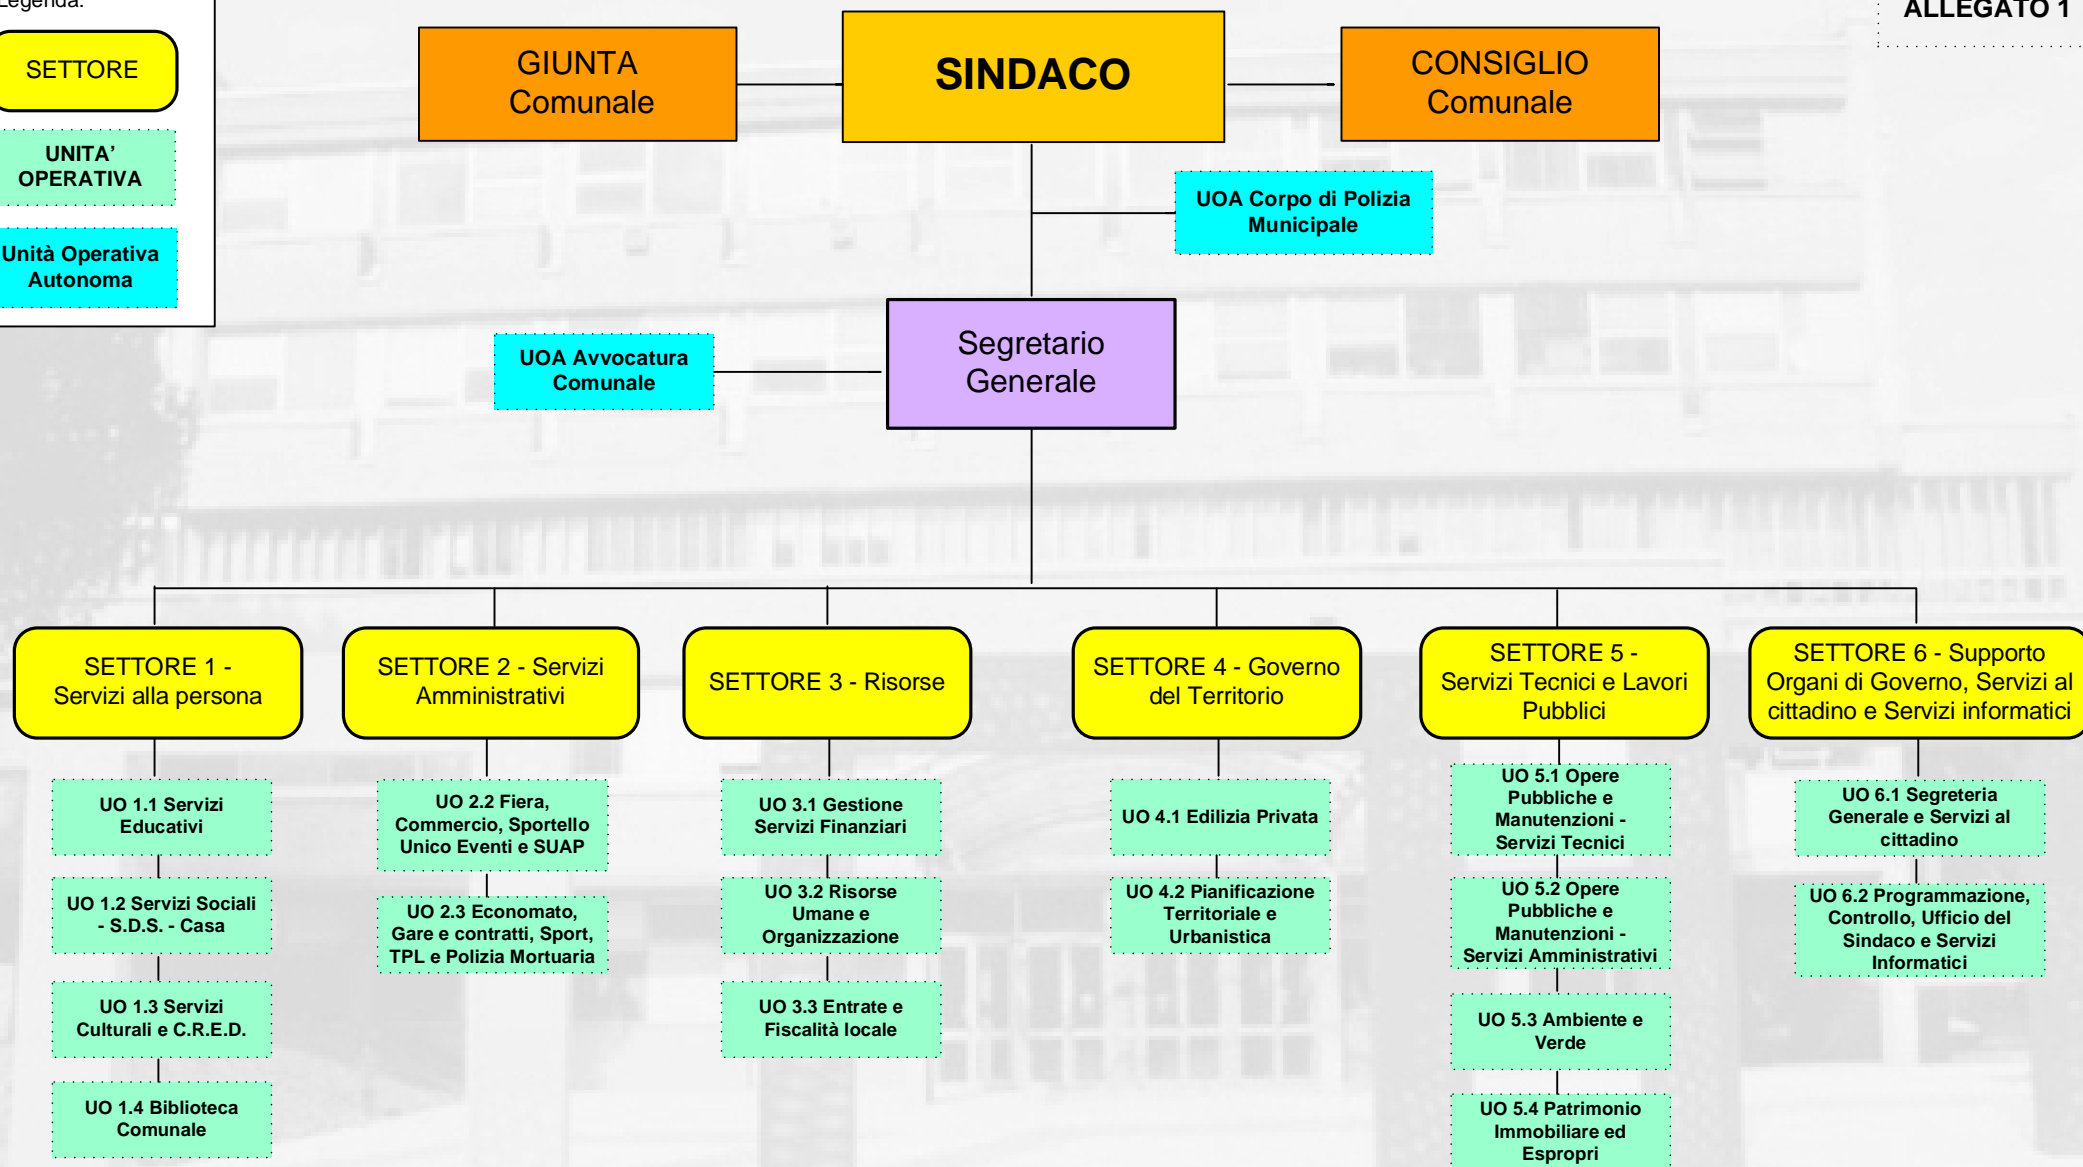 Legenda:
SETTORE
UNITA’
OPERATIVA
Unità Operativa
Autonoma
ALLEGATO 1
GIUNTA
Comunale
SINDACO
CONSIGLIO
Comunale
UOA Corpo di Polizia
Municipale
UOA Avvocatura
Comunale
Segretario
Generale
SETTORE 1 -
Servizi alla persona
UO 1.1 Servizi
Educativi
UO 1.2 Servizi Sociali
- S.D.S. - Casa
UO 1.3 Servizi
Culturali e C.R.E.D.
UO 1.4 Biblioteca
Comunale
SETTORE 2 - Servizi
Amministrativi
UO 2.2 Fiera,
Commercio, Sportello
Unico Eventi e SUAP
UO 2.3 Economato,
Gare e contratti, Sport,
TPL e Polizia Mortuaria
SETTORE 3 - Risorse
UO 3.1 Gestione
Servizi Finanziari
UO 3.2 Risorse
Umane e
Organizzazione
UO 3.3 Entrate e
Fiscalità locale
SETTORE 4 - Governo
del Territorio
UO 4.1 Edilizia Privata
UO 4.2 Pianificazione
Territoriale e
Urbanistica
SETTORE 5 -
Servizi Tecnici e Lavori
Pubblici
UO 5.1 Opere
Pubbliche e
Manutenzioni -
Servizi Tecnici
UO 5.2 Opere
Pubbliche e
Manutenzioni -
Servizi Amministrativi
UO 5.3 Ambiente e
Verde
UO 5.4 Patrimonio
Immobiliare ed
Espropri
SETTORE 6 - Supporto
Organi di Governo, Servizi al
cittadino e Servizi informatici
UO 6.1 Segreteria
Generale e Servizi al
cittadino
UO 6.2 Programmazione,
Controllo, Ufficio del
Sindaco e Servizi
Informatici